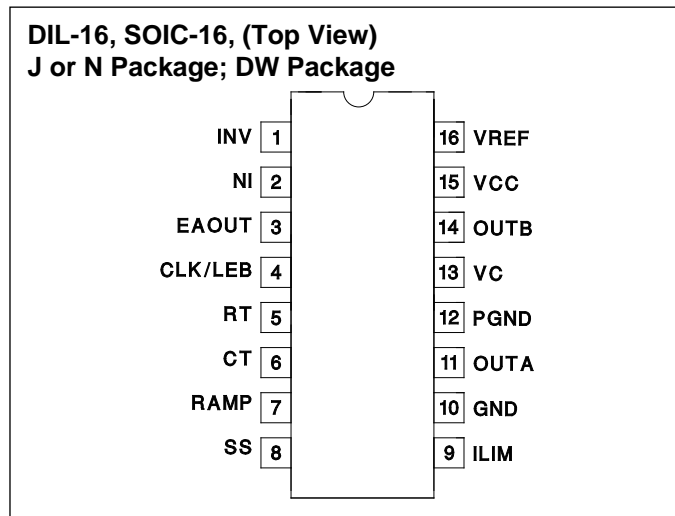 DIL-16, SOIC-16, (Top View)
J or N Package; DW Package
INV 1 16 VREF
NI 2 15 VCC
EAOUT 3 14 OUTB
CLK/LEB 4 13 VC
RT 5 12 PGND
CT 6 11 OUTA
RAMP 7 10 GND
SS 8 9 ILIM